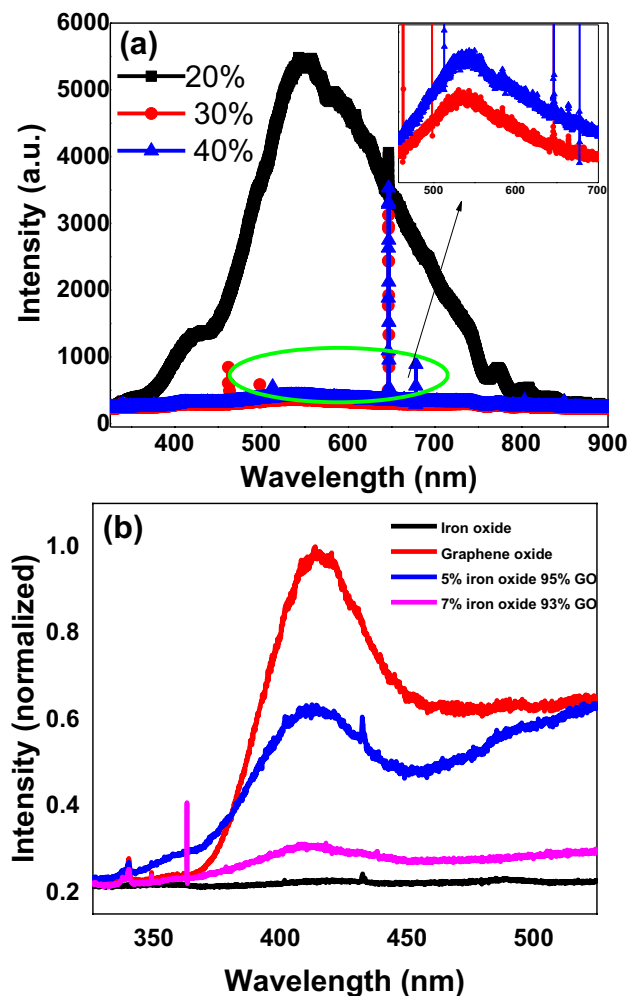 (a)
6000
5000
4000
3000
2000
1000
0
Intensity (a.u.)
20%
30%
40%
500 600 700
400 500 600 700 800 900
Wavelength (nm)
(b)
Iron oxide
Graphene oxide
5% iron oxide 95% GO
7% iron oxide 93% GO
1.0
0.8
0.6
0.4
0.2
Intensity (normalized)
350 400 450 500
Wavelength (nm)